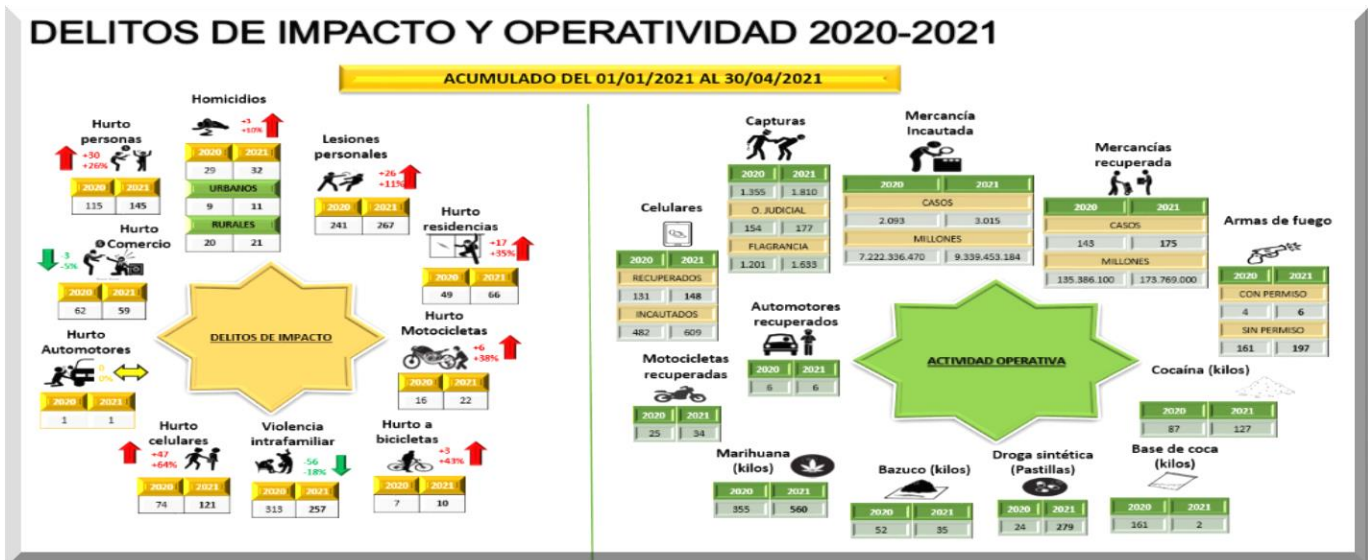 DELITOS DE IMPACTO Y OPERATIVIDAD 2020-2021
ACUMULADO DEL 01/01/2021 AL 30/04/2021
Homicidios
+3
+10%
2020 2021
29 32
URBANOS
9 11
RURALES
20 21
Hurto
personas
+30
+26%
2020 2021
115 145
Lesiones
personales
+26
+11%
2020 2021
241 267
Hurto
Comercio
-3
-5%
2020 2021
62 59
Hurto
residencias
+17
+35%
2020 2021
49 66
DELITOS DE IMPACTO
Hurto
Automotores
0
0%
2020 2021
1 1
Hurto
Motocicletas
+6
+38%
2020 2021
16 22
Hurto
celulares
+47
+64%
2020 2021
74 121
Violencia
intrafamiliar
-56
-18%
2020 2021
313 257
Hurto a
bicicletas
+3
+43%
2020 2021
7 10
Capturas
2020 2021
1.355 1.810
O. JUDICIAL
154 177
FLAGRANCIA
1.201 1.633
Mercancía
Incautada
2020 2021
CASOS
2.093 3.015
MILLONES
7.222.336.470 9.339.453.184
Mercancías
recuperada
2020 2021
CASOS
143 175
MILLONES
135.386.100 173.769.000
Celulares
2020 2021
RECUPERADOS
131 148
INCAUTADOS
482 609
Armas de fuego
2020 2021
CON PERMISO
4 6
SIN PERMISO
161 197
Automotores
recuperados
2020 2021
6 6
ACTIVIDAD OPERATIVA
Motocicletas
recuperadas
2020 2021
25 34
Cocaína (kilos)
2020 2021
87 127
Marihuana
(kilos)
2020 2021
355 560
Bazuco (kilos)
2020 2021
52 35
Droga sintética
(Pastillas)
2020 2021
24 279
Base de coca
(kilos)
2020 2021
161 2